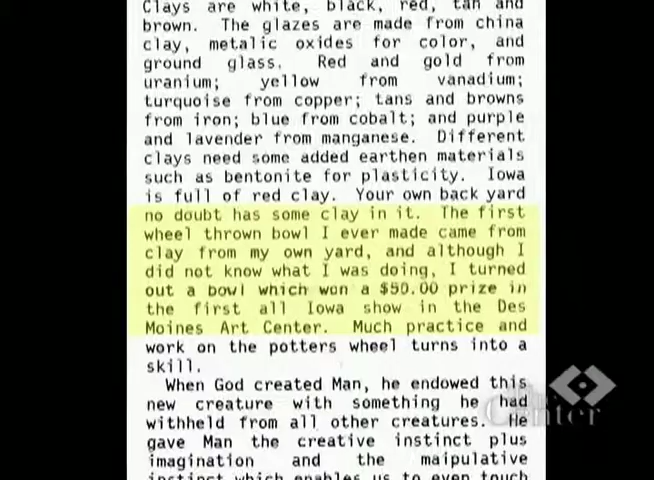 Clays are white, black, red, tan and
brown. The glazes are made from china
clay, metalic oxides for color, and
ground glass. Red and gold from
uranium; yellow from vanadium;
turquoise from copper; tans and browns
from iron; blue from cobalt; and purple
and lavender from manganese. Different
clays need some added earthen materials
such as bentonite for plasticity. Iowa
is full of red clay. Your own back yard
no doubt has some clay in it. The first
wheel thrown bowl I ever made came from
clay from my own yard, and although I
did not know what I was doing, I turned
out a bowl which won a $50.00 prize in
the first all Iowa show in the Des
Moines Art Center. Much practice and
work on the potters wheel turns into a
skill.
When God created Man, he endowed this
new creature with something he had
withheld from all other creatures. He
gave Man the creative instinct plus
imagination and the maipulative
instinct which enables us to even touch
Center